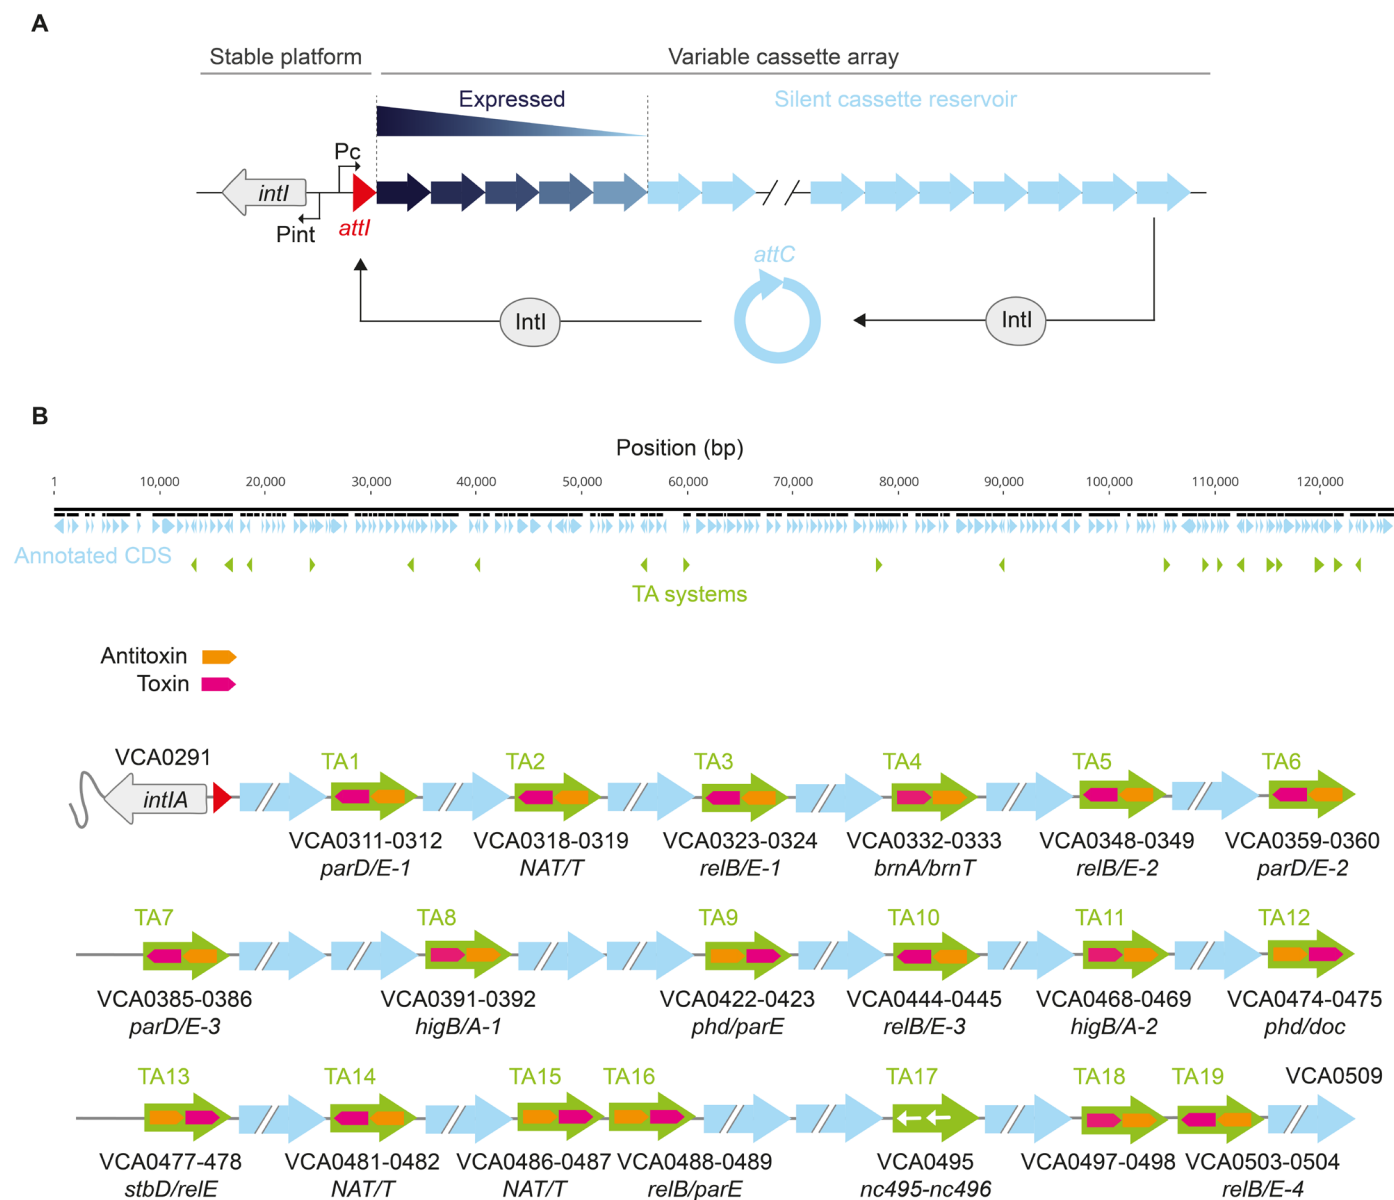 A
Stable platform
Variable cassette array
Expressed
Silent cassette reservoir
Pc
intI
Pint
attI
attC
IntI
IntI
B
Position (bp)
1 10,000 20,000 30,000 40,000 50,000 60,000 70,000 80,000 90,000 100,000 110,000 120,000
Annotated CDS
TA systems
Antitoxin
Toxin
VCA0291 TA1 TA2 TA3 TA4 TA5 TA6
intIA
VCA0311-0312 VCA0318-0319 VCA0323-0324 VCA0332-0333 VCA0348-0349 VCA0359-0360
parD/E-1 NAT/T relB/E-1 brnA/brnT relB/E-2 parD/E-2
TA7 TA8 TA9 TA10 TA11 TA12
VCA0385-0386 VCA0391-0392 VCA0422-0423 VCA0444-0445 VCA0468-0469 VCA0474-0475
parD/E-3 higB/A-1 phd/parE relB/E-3 higB/A-2 phd/doc
TA13 TA14 TA15 TA16 TA17 TA18 TA19 VCA0509
VCA0477-478 VCA0481-0482 VCA0486-0487 VCA0488-0489 VCA0495 VCA0497-0498 VCA0503-0504
stbD/relE NAT/T NAT/T relB/parE nc495-nc496 relB/E-4